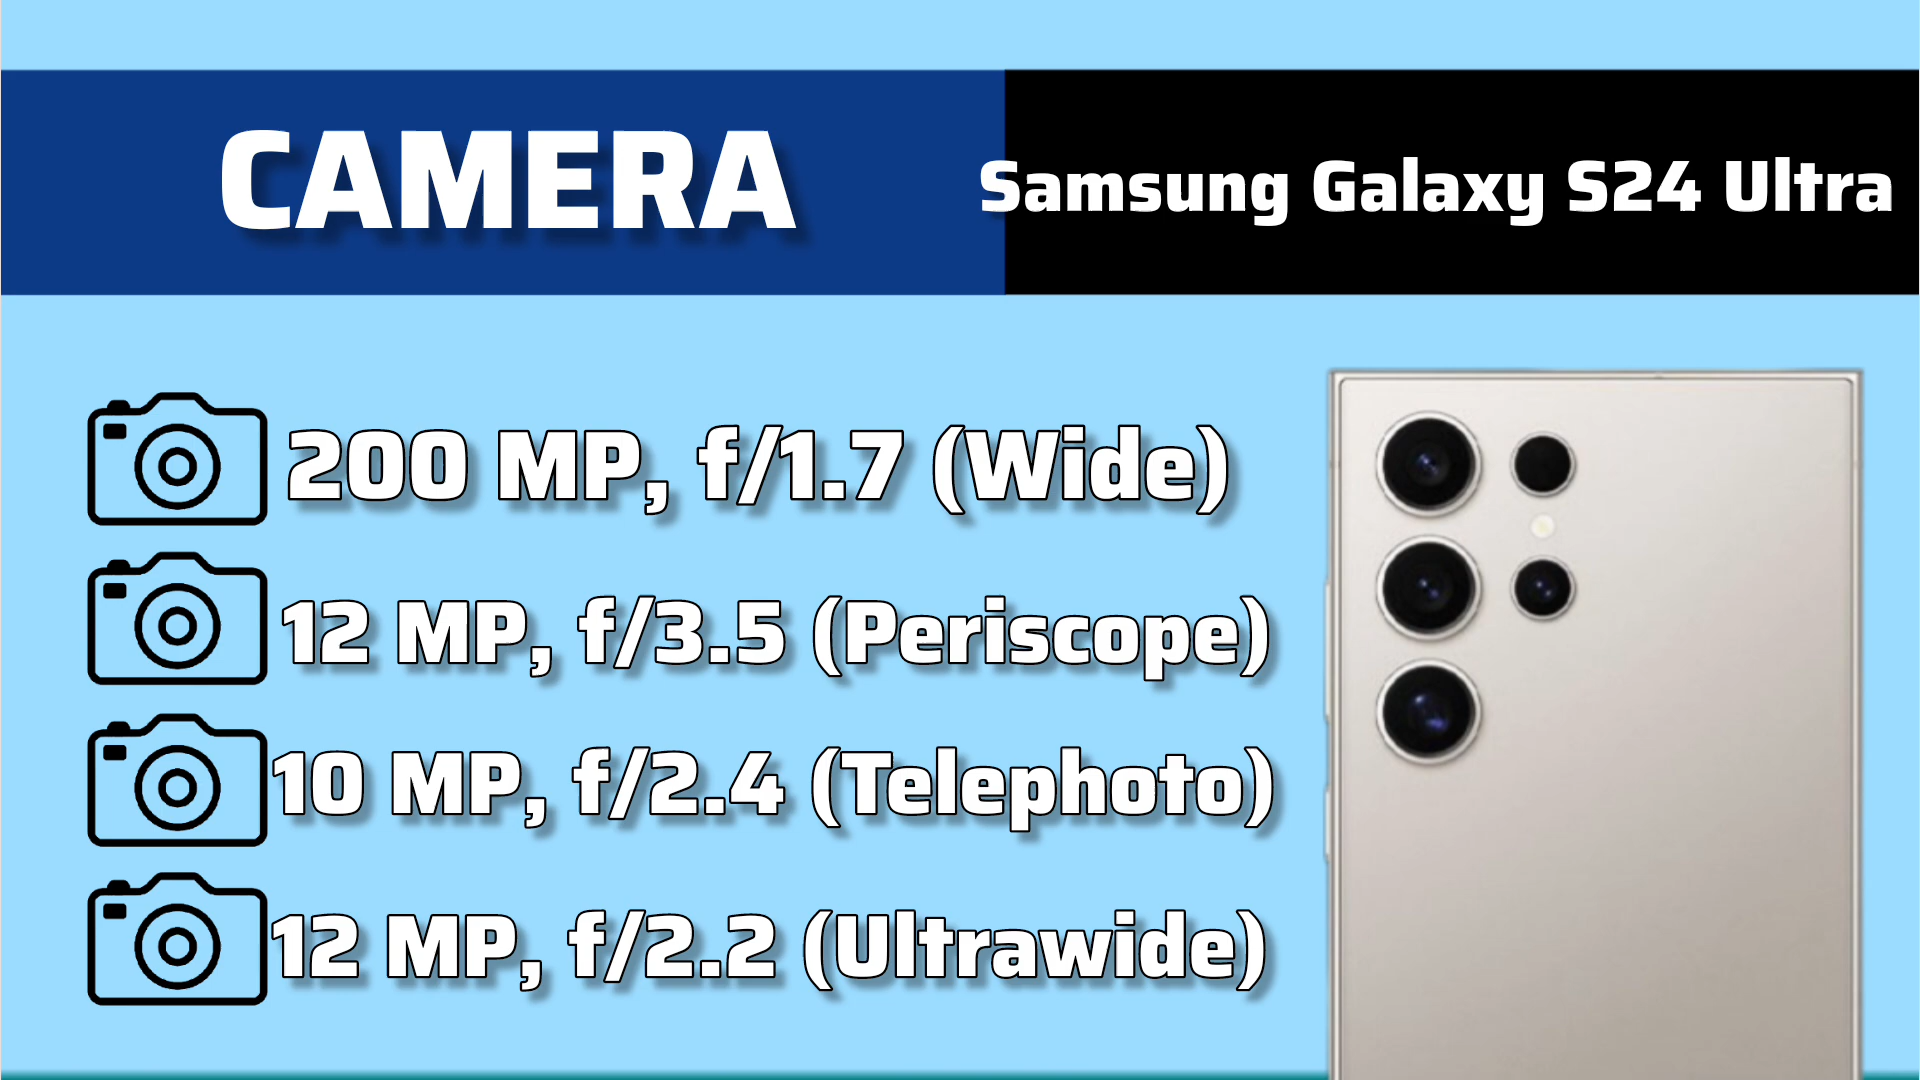 CAMERA
Samsung Galaxy S24 Ultra
200 MP, f/1.7 (Wide)
12 MP, f/3.5 (Periscope)
10 MP, f/2.4 (Telephoto)
12 MP, f/2.2 (Ultrawide)